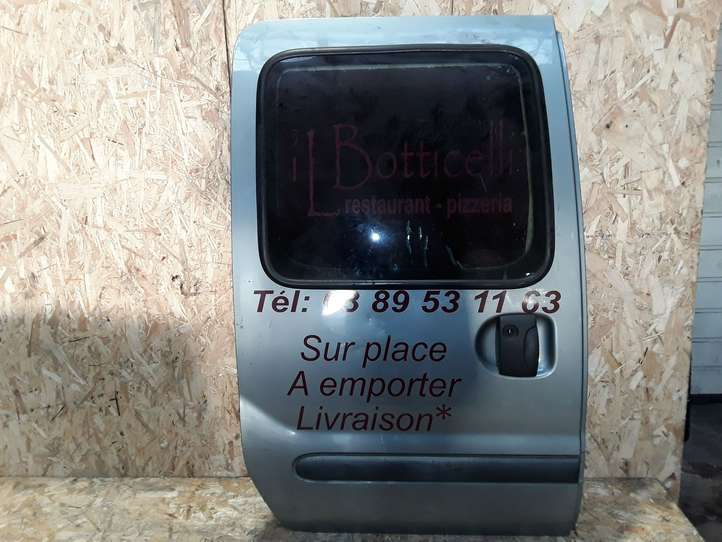 iL Botticelli
restaurant - pizzeria
Tél: 03 89 53 11 63
Sur place
A emporter
Livraison*